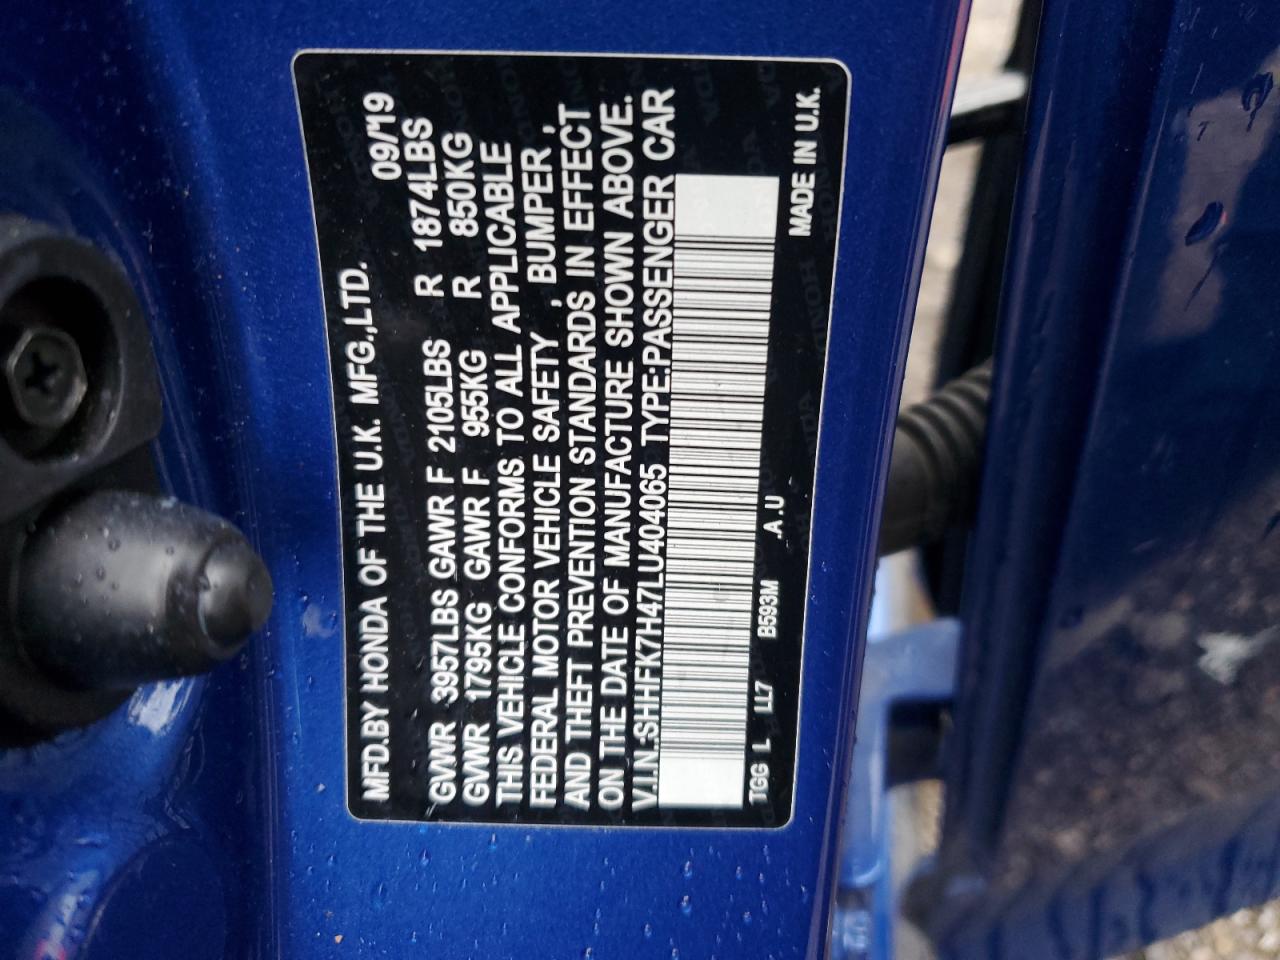 MFD.BY HONDA OF THE U.K. MFG.,LTD. 09/'19
GVWR 3957LBS GAWR F 2105LBS R 1874LBS
GVWR 1795KG GAWR F 955KG R 850KG
THIS VEHICLE CONFORMS TO ALL APPLICABLE
FEDERAL MOTOR VEHICLE SAFETY , BUMPER ,
AND THEFT PREVENTION STANDARDS IN EFFECT
ON THE DATE OF MANUFACTURE SHOWN ABOVE.
V.I.N.:SHHFK7H47LU404065 TYPE:PASSENGER CAR
TGG L LL7 B593M .A .U MADE IN U.K.